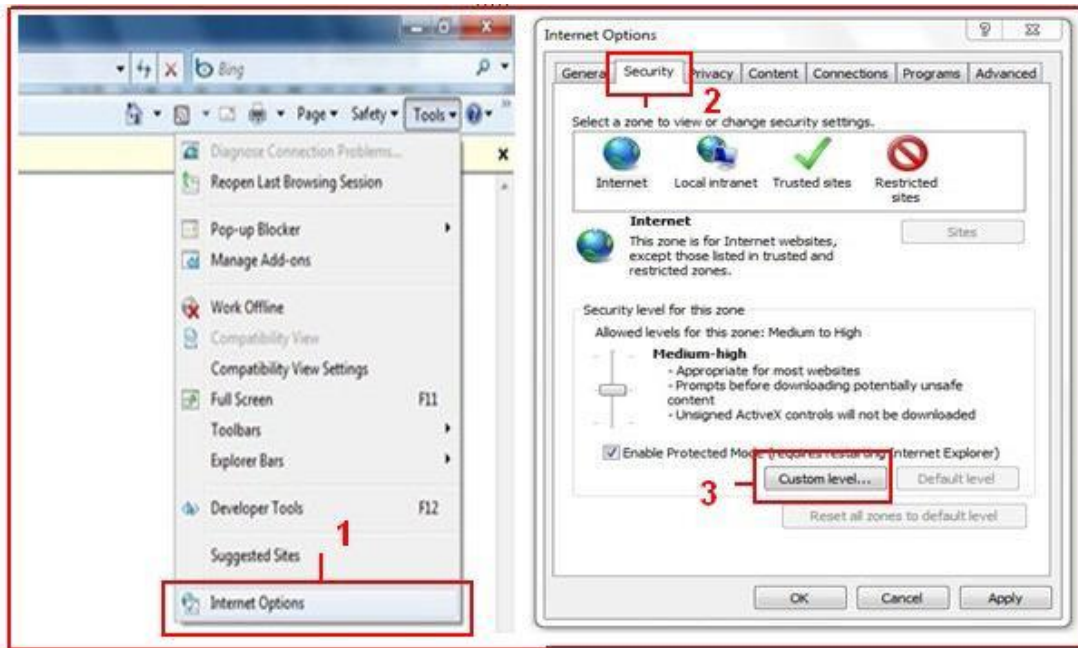 Bing
Page Safety Tools
Diagnose Connection Problems...
Reopen Last Browsing Session
Pop-up Blocker
Manage Add-ons
Work Offline
Compatibility View
Compatibility View Settings
Full Screen F11
Toolbars
Explorer Bars
Developer Tools F12
1
Suggested Sites
Internet Options
Internet Options
General Security Privacy Content Connections Programs Advanced
2
Select a zone to view or change security settings.
Internet Local intranet Trusted sites Restricted
sites
Internet
Sites
This zone is for Internet websites,
except those listed in trusted and
restricted zones.
Security level for this zone
Allowed levels for this zone: Medium to High
Medium-high
- Appropriate for most websites
- Prompts before downloading potentially unsafe
content
- Unsigned ActiveX controls will not be downloaded
Enable Protected Mode (requires restarting Internet Explorer)
3
Custom level... Default level
Reset all zones to default level
OK Cancel Apply